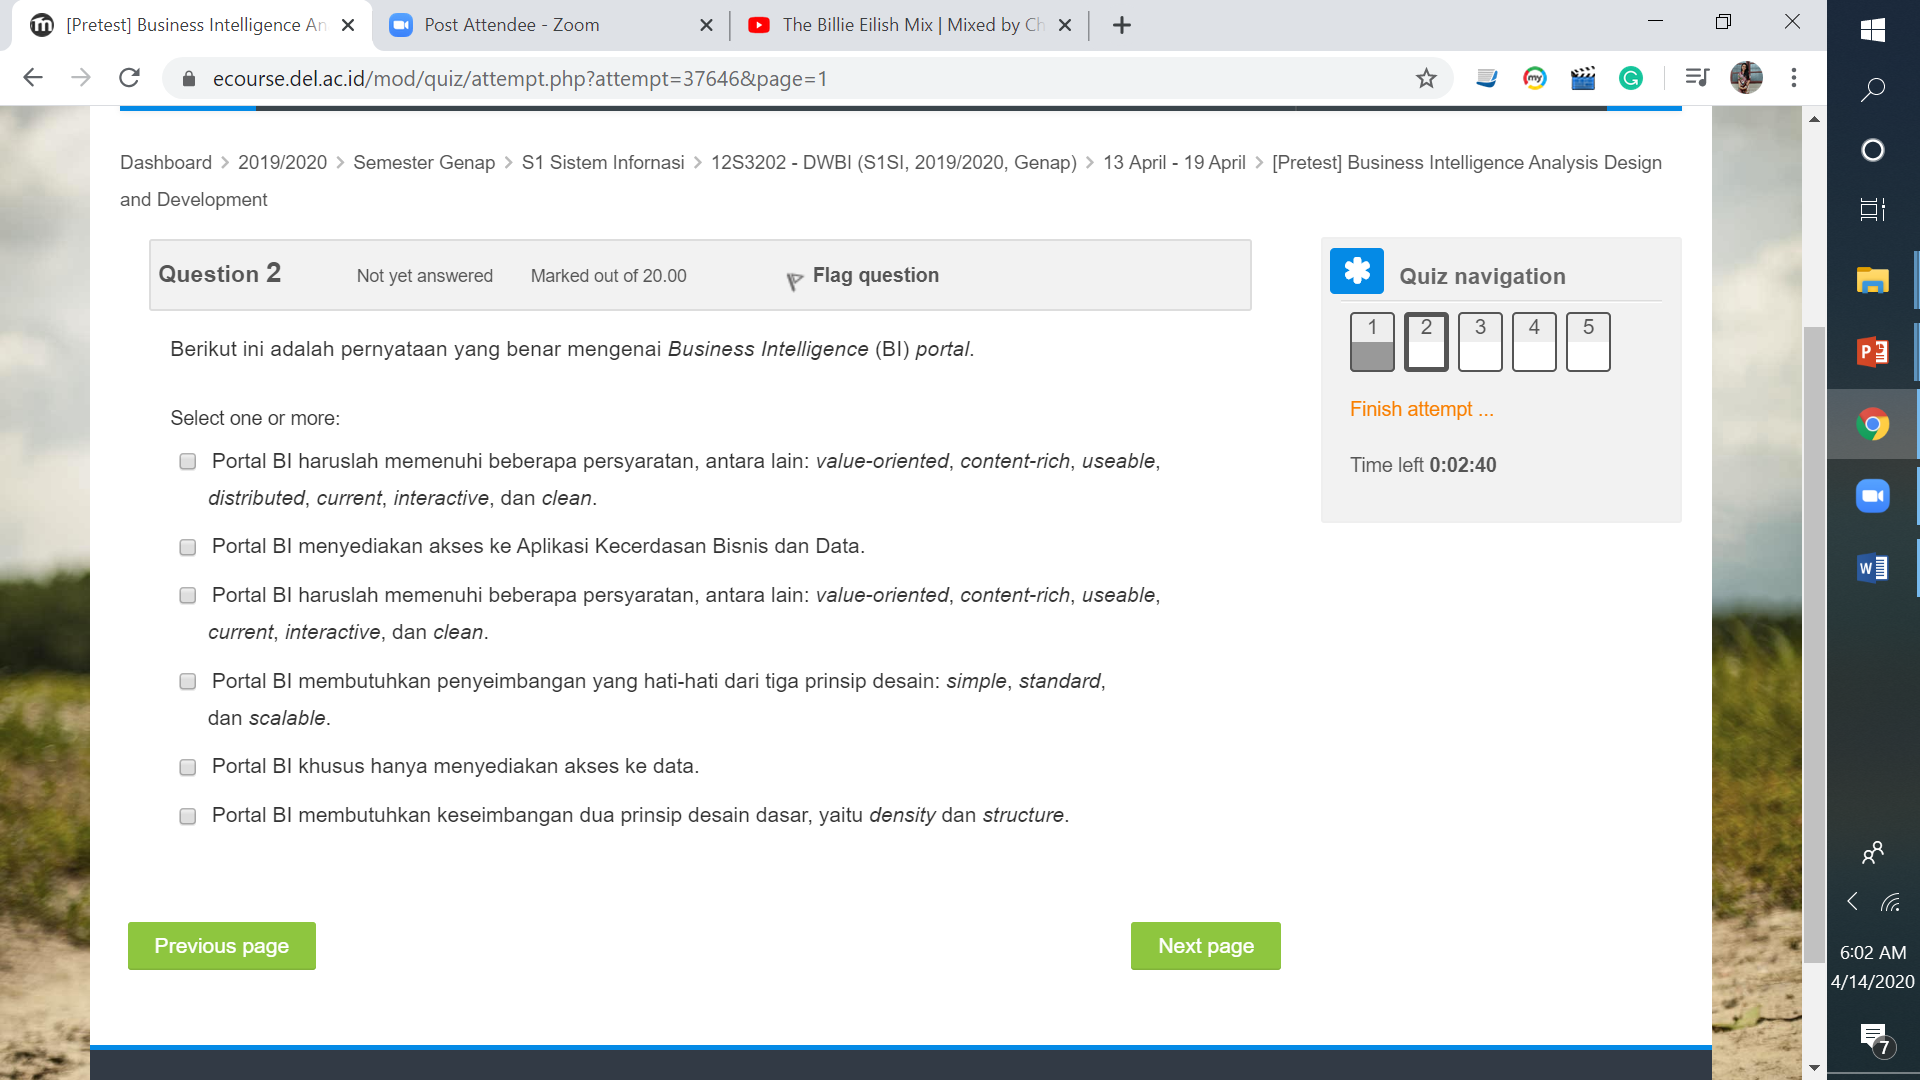 [Pretest] Business Intelligence An
Post Attendee - Zoom
The Billie Eilish Mix | Mixed by Ch
ecourse.del.ac.id/mod/quiz/attempt.php?attempt=37646&page=1
Dashboard > 2019/2020 > Semester Genap > S1 Sistem Infornasi > 12S3202 - DWBI (S1SI, 2019/2020, Genap) > 13 April - 19 April > [Pretest] Business Intelligence Analysis Design
and Development
Question 2
Not yet answered
Marked out of 20.00
Flag question
Berikut ini adalah pernyataan yang benar mengenai Business Intelligence (BI) portal.
Select one or more:
Portal BI haruslah memenuhi beberapa persyaratan, antara lain: value-oriented, content-rich, useable,
distributed, current, interactive, dan clean.
Portal BI menyediakan akses ke Aplikasi Kecerdasan Bisnis dan Data.
Portal BI haruslah memenuhi beberapa persyaratan, antara lain: value-oriented, content-rich, useable,
current, interactive, dan clean.
Portal BI membutuhkan penyeimbangan yang hati-hati dari tiga prinsip desain: simple, standard,
dan scalable.
Portal BI khusus hanya menyediakan akses ke data.
Portal BI membutuhkan keseimbangan dua prinsip desain dasar, yaitu density dan structure.
Previous page
Next page
Quiz navigation
1 2 3 4 5
Finish attempt ...
Time left 0:02:40
6:02 AM
4/14/2020
7